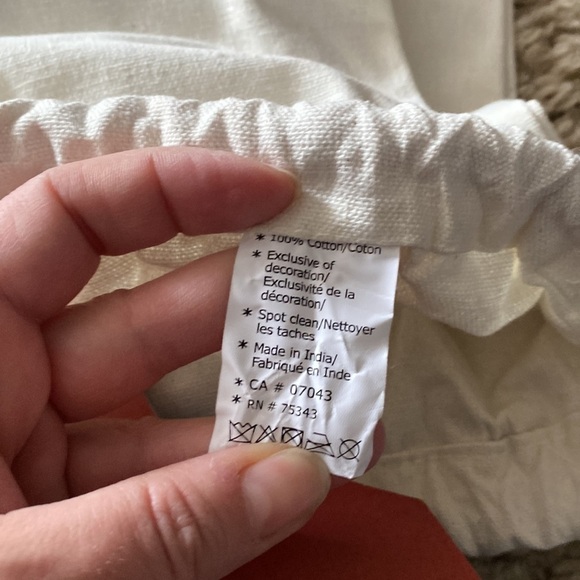 * 100% Cotton/Coton
* Exclusive of
decoration/
Exclusivité de la
décoration/
* Spot clean/Nettoyer
les taches
* Made in India/
Fabriqué en Inde
* CA # 07043
* RN # 75343